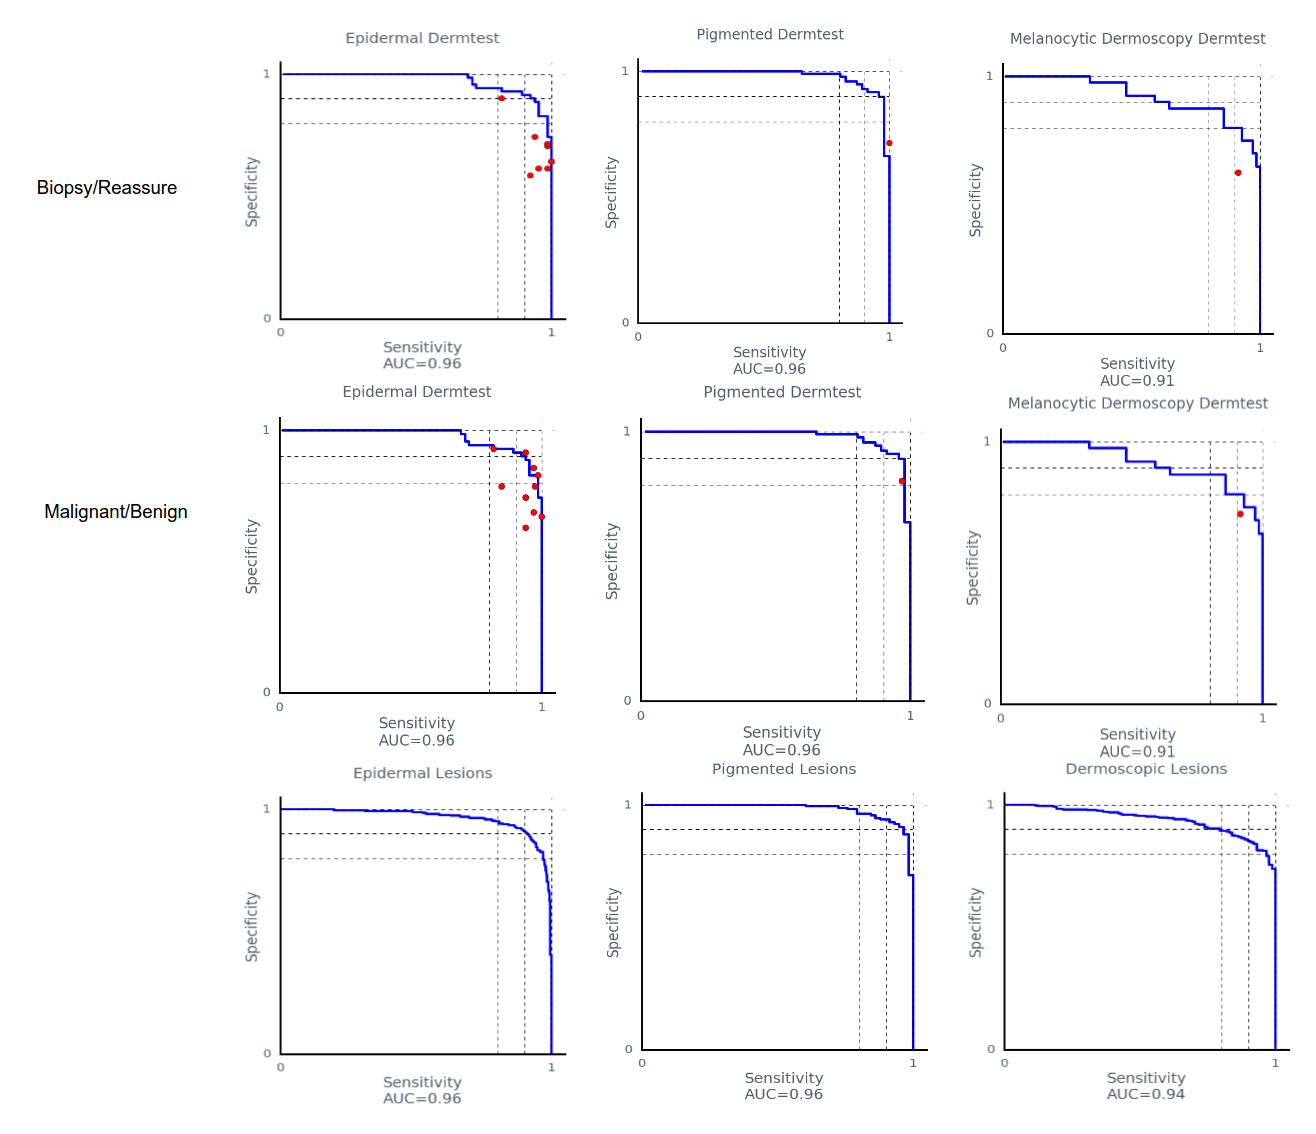 Epidermal Dermtest
Pigmented Dermtest
Melanocytic Dermoscopy Dermtest
1
1
1
Biopsy/Reassure
Specificity
Specificity
Specificity
0
0
0
0
1
0
1
0
1
Sensitivity
AUC=0.96
Sensitivity
AUC=0.96
Sensitivity
AUC=0.91
Epidermal Dermtest
Pigmented Dermtest
Melanocytic Dermoscopy Dermtest
1
1
1
Malignant/Benign
Specificity
Specificity
Specificity
0
0
0
0
1
0
1
0
1
Sensitivity
AUC=0.96
Sensitivity
AUC=0.96
Sensitivity
AUC=0.91
Epidermal Lesions
Pigmented Lesions
Dermoscopic Lesions
1
1
1
Specificity
Specificity
Specificity
0
0
0
0
1
0
1
0
1
Sensitivity
AUC=0.96
Sensitivity
AUC=0.96
Sensitivity
AUC=0.94